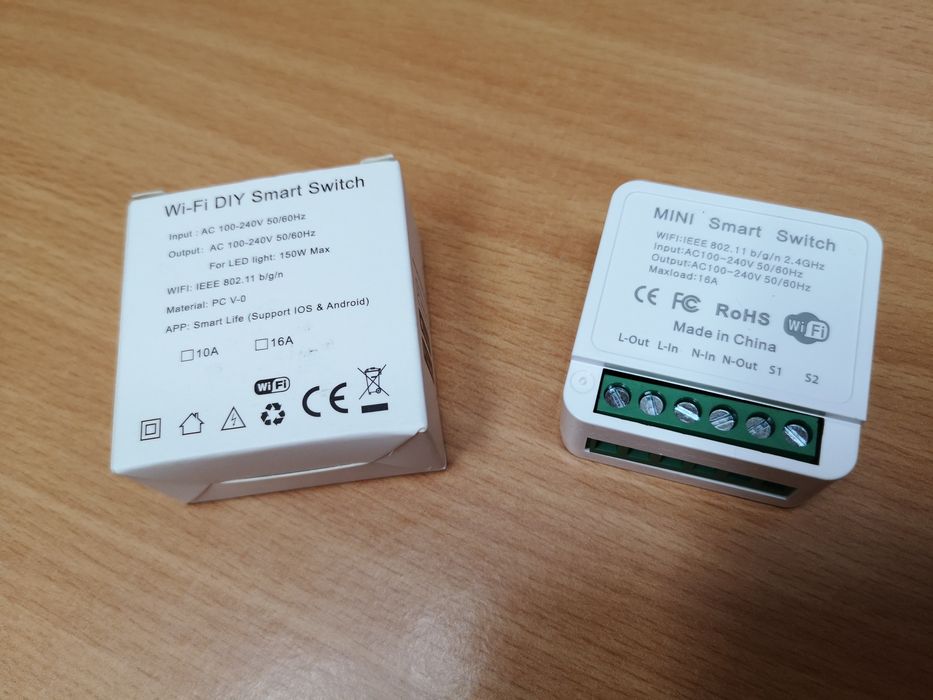 Wi-Fi DIY Smart Switch
Input : AC 100-240V 50/60Hz
Output: AC 100-240V 50/60Hz
For LED light: 150W Max
WIFI: IEEE 802.11 b/g/n
Material: PC V-0
APP: Smart Life (Support IOS & Android)
10A 16A
Wi Fi
CE
MINI Smart Switch
WIFI:IEEE 802.11 b/g/n 2.4GHz
Input:AC100-240V 50/60Hz
Output:AC100-240V 50/60Hz
Maxload:16A
CE FC RoHS Wi Fi
Made in China
L-Out L-In N-In N-Out S1 S2